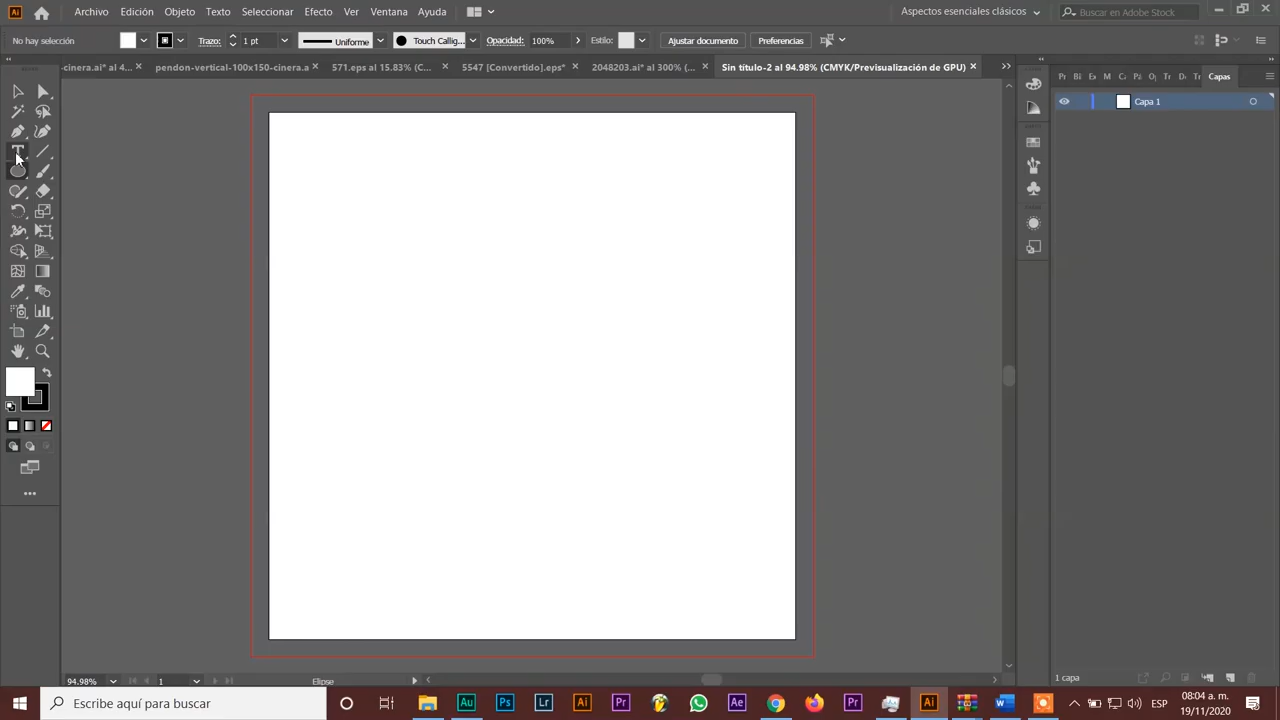 Ai Archivo Edición Objeto Texto Seleccionar Efecto Ver Ventana Ayuda Aspectos esenciales clásicos Buscar en Adobe Stock
No hay selección Trazo: 1 pt Uniforme Touch Callig... Opacidad: 100% Estilo: Ajustar documento Preferencias
-cinera.ai* al 4... × pendon-vertical-100x150-cinera.a × 571.eps al 15.83% (C... × 5547 [Convertido].eps* × 2048203.ai* al 300% (... × Sin título-2 al 94.98% (CMYK/Previsualización de GPU) ×
Capas
Capa 1
94.98% 1 Elipse 1 capa
Escribe aquí para buscar Au Ps Lr Ai Pr Ae Pr Ai W ESP 08:04 a. m.
19/11/2020